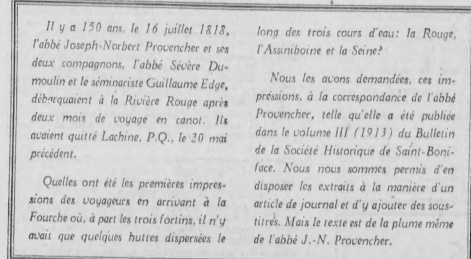 Il y a 150 ans, le 16 juillet 1818,
l'abbé Joseph-Norbert Provencher et ses
deux compagnons, l'abbé Sévère Du-
moulin et le séminariste Guillaume Edge,
débarquaient à la Rivière Rouge après
deux mois de voyage en canot. Ils
avaient quitté Lachine, P.Q., le 20 mai
précédent.
Quelles ont été les premières impres-
sions des voyageurs en arrivant à la
Fourche où, à part les trois fortins, il n'y
avait que quelques huttes dispersées le
long des trois cours d'eau: la Rouge,
l'Assiniboine et la Seine?
Nous les avons demandées, ces im-
pressions, à la correspondance de l'abbé
Provencher, telle qu'elle a été publiée
dans le volume III (1913) du Bulletin
de la Société Historique de Saint-Boni-
face. Nous nous sommes permis d'en
disposer les extraits à la manière d'un
article de journal et d'y ajouter des sous-
titres. Mais le texte est de la plume même
de l'abbé J.-N. Provencher.